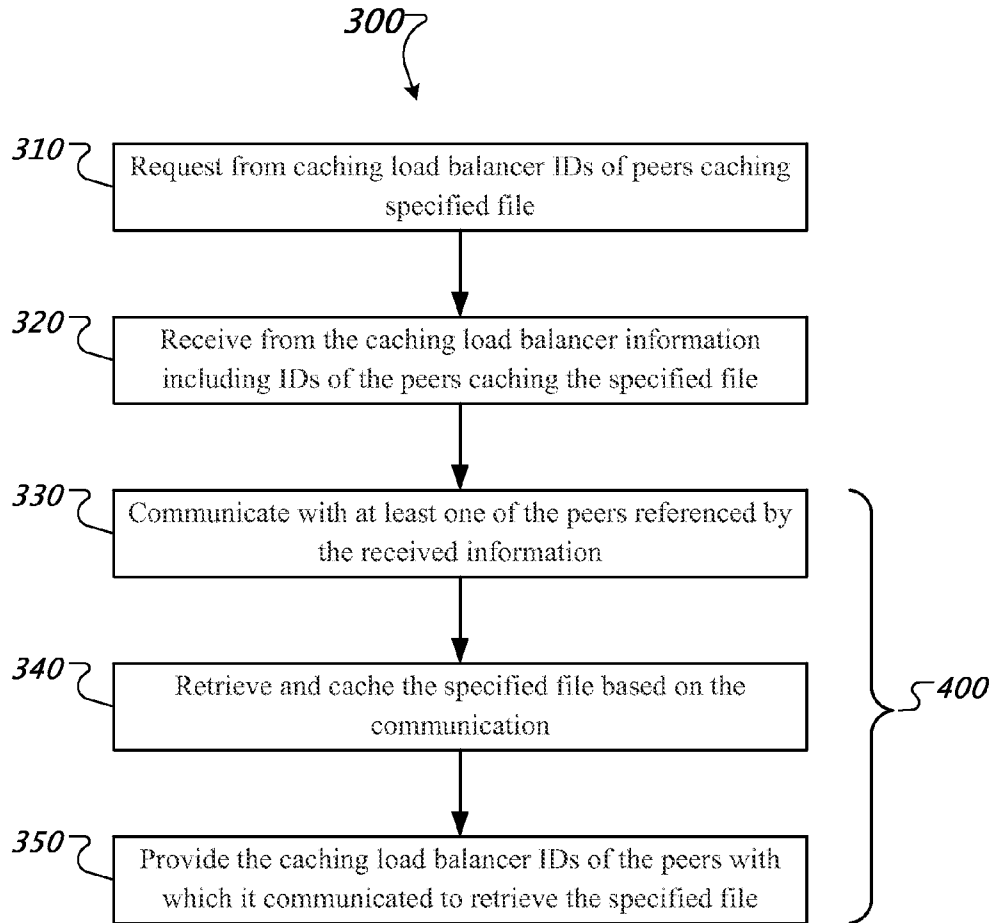 300
310
Request from caching load balancer IDs of peers caching
specified file
320
Receive from the caching load balancer information
including IDs of the peers caching the specified file
330
Communicate with at least one of the peers referenced by
the received information
340
Retrieve and cache the specified file based on the
communication
400
350
Provide the caching load balancer IDs of the peers with
which it communicated to retrieve the specified file